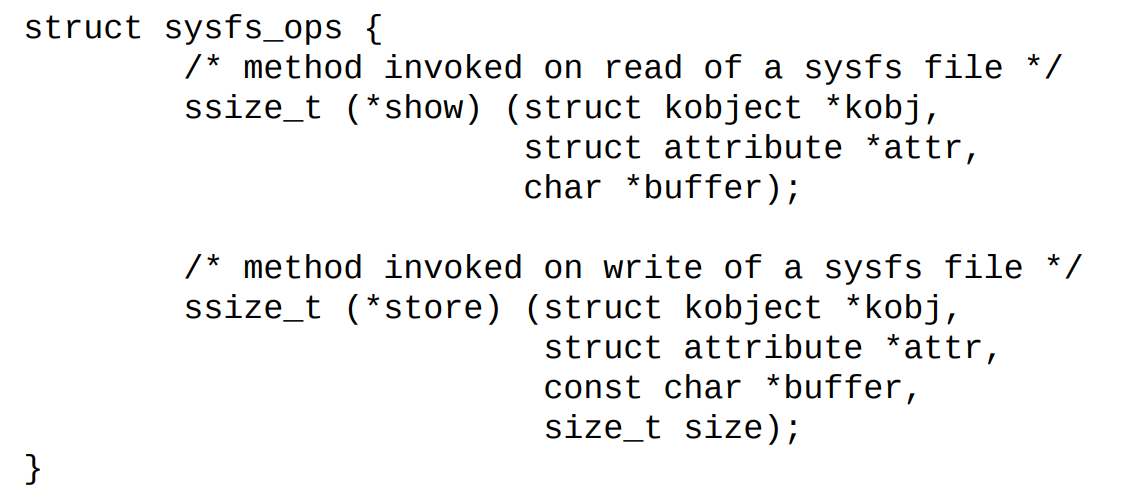 struct sysfs_ops {
        /* method invoked on read of a sysfs file */
        ssize_t (*show) (struct kobject *kobj,
                         struct attribute *attr,
                         char *buffer);

        /* method invoked on write of a sysfs file */
        ssize_t (*store) (struct kobject *kobj,
                          struct attribute *attr,
                          const char *buffer,
                          size_t size);
}